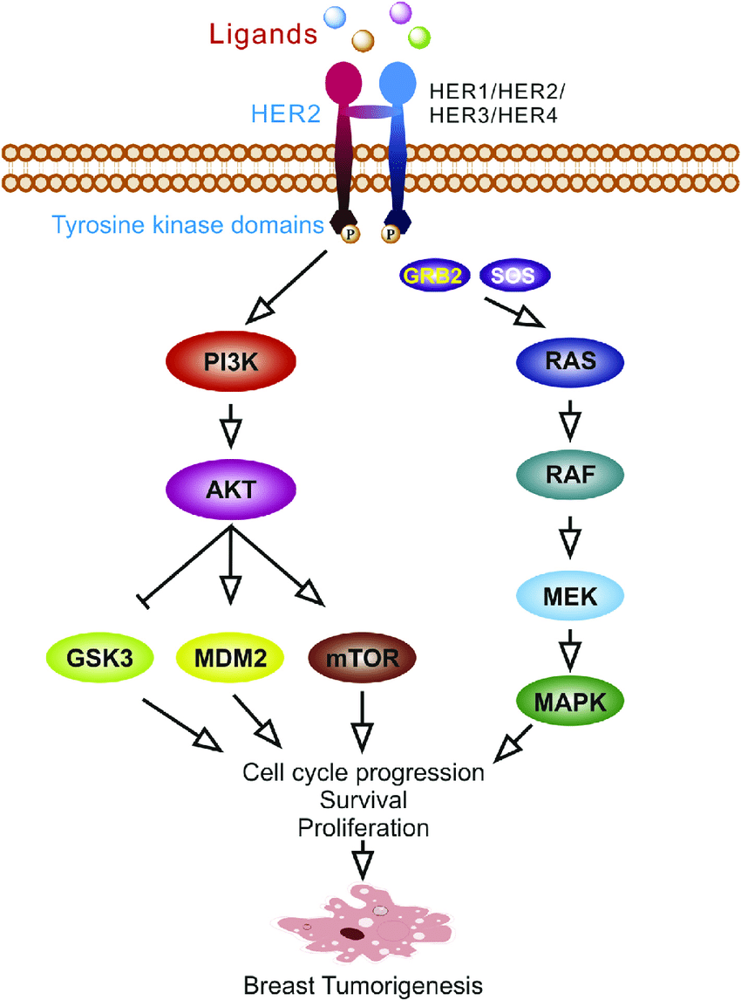 Ligands
HER2
HER1/HER2/
HER3/HER4
Tyrosine kinase domains
P
P
GRB2
SOS
PI3K
RAS
AKT
RAF
MEK
GSK3
MDM2
mTOR
MAPK
Cell cycle progression
Survival
Proliferation
Breast Tumorigenesis